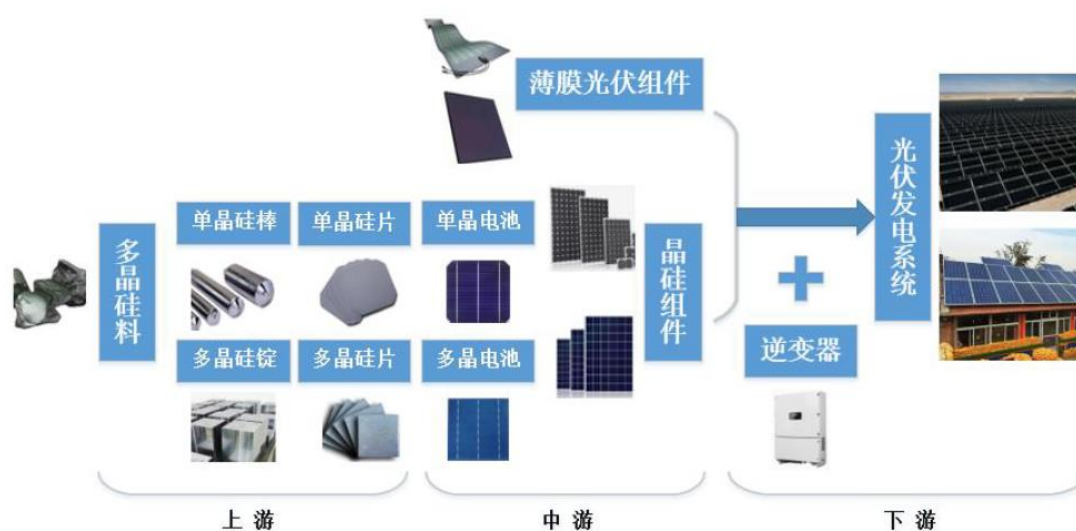 薄膜光伏组件
光伏发电系统
单晶硅棒
单晶硅片
单晶电池
多晶硅料
晶硅组件
多晶硅锭
多晶硅片
多晶电池
逆变器
上游
中游
下游